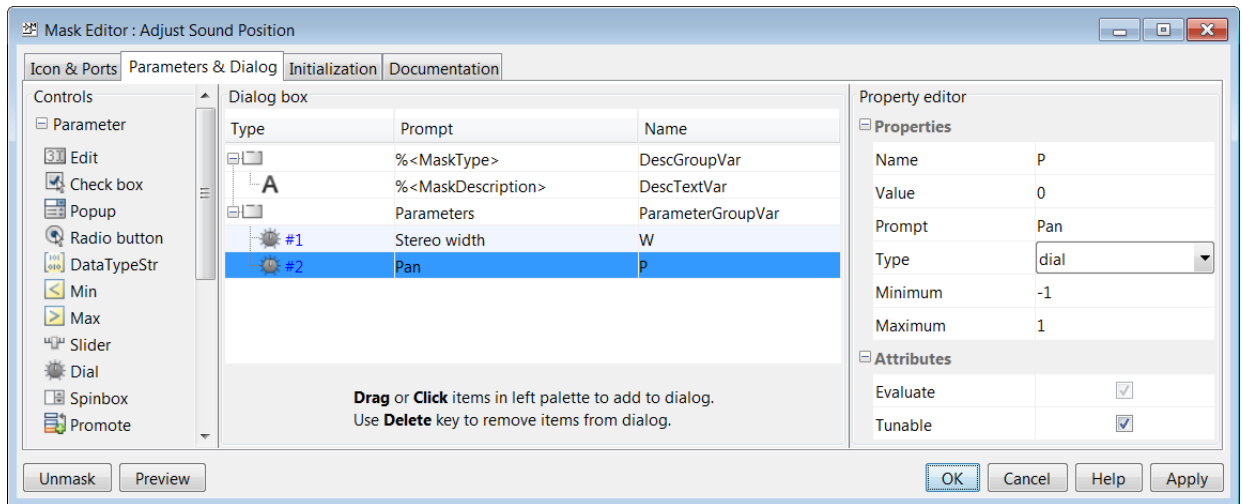 Mask Editor : Adjust Sound Position
Icon & Ports Parameters & Dialog Initialization Documentation
Controls
Parameter
Edit
Check box
Popup
Radio button
DataTypeStr
Min
Max
Slider
Dial
Spinbox
Promote
Dialog box
Type Prompt Name
%<MaskType> DescGroupVar
A %<MaskDescription> DescTextVar
Parameters ParameterGroupVar
#1 Stereo width W
#2 Pan P
Drag or Click items in left palette to add to dialog.
Use Delete key to remove items from dialog.
Property editor
Properties
Name P
Value 0
Prompt Pan
Type dial
Minimum -1
Maximum 1
Attributes
Evaluate
Tunable
Unmask Preview OK Cancel Help Apply